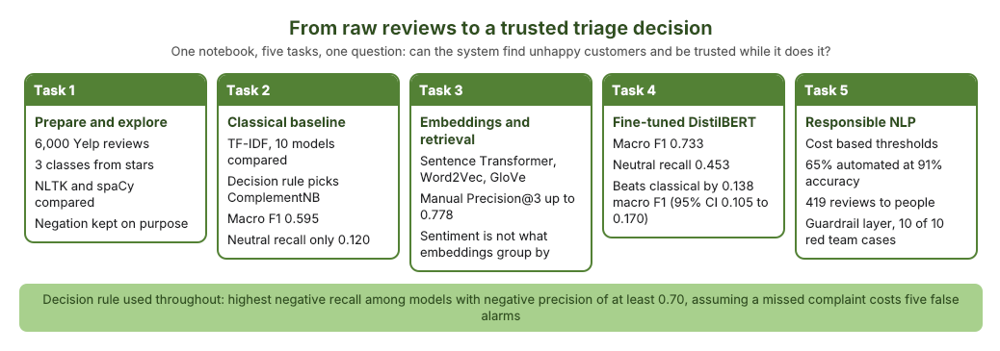 From raw reviews to a trusted triage decision
One notebook, five tasks, one question: can the system find unhappy customers and be trusted while it does it?
Task 1
Prepare and explore
6,000 Yelp reviews
3 classes from stars
NLTK and spaCy
compared
Negation kept on purpose
Task 2
Classical baseline
TF-IDF, 10 models
compared
Decision rule picks
ComplementNB
Macro F1 0.595
Neutral recall only 0.120
Task 3
Embeddings and
retrieval
Sentence Transformer,
Word2Vec, GloVe
Manual Precision@3 up to
0.778
Sentiment is not what
embeddings group by
Task 4
Fine-tuned DistilBERT
Macro F1 0.733
Neutral recall 0.453
Beats classical by 0.138
macro F1 (95% CI 0.105 to
0.170)
Task 5
Responsible NLP
Cost based thresholds
65% automated at 91%
accuracy
419 reviews to people
Guardrail layer, 10 of 10
red team cases
Decision rule used throughout: highest negative recall among models with negative precision of at least 0.70, assuming a missed complaint costs five false
alarms